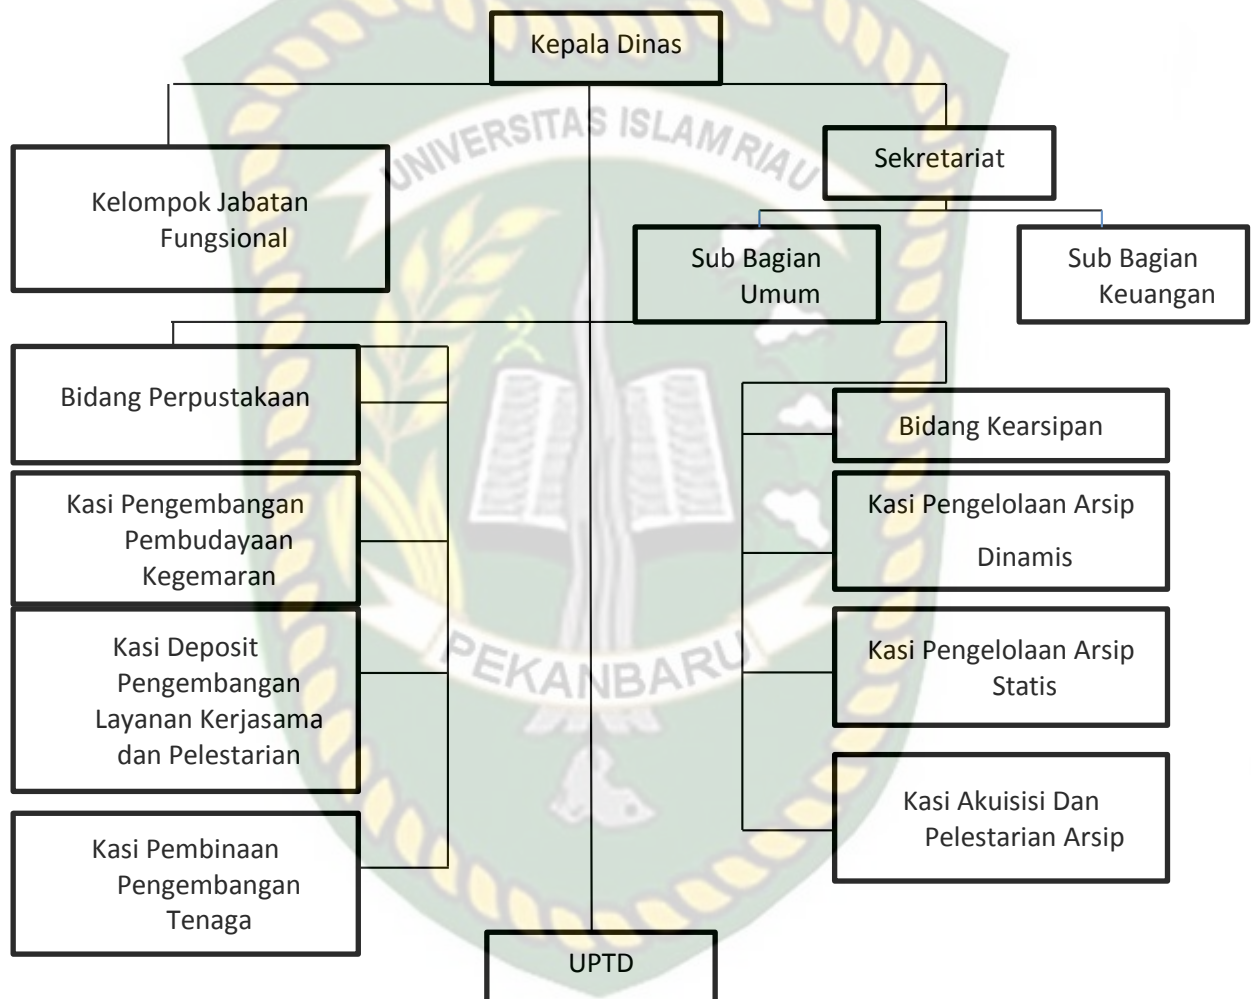 Kepala Dinas
UNIVERSITAS ISLAM RIAU
Sekretariat
Kelompok Jabatan
Fungsional
Sub Bagian
Umum
Sub Bagian
Keuangan
Bidang Perpustakaan
Bidang Kearsipan
Kasi Pengembangan
Pembudayaan
Kegemaran
Kasi Pengelolaan Arsip
Dinamis
Kasi Deposit
Pengembangan
Layanan Kerjasama
dan Pelestarian
Kasi Pengelolaan Arsip
Statis
PEKANBARU
Kasi Akuisisi Dan
Pelestarian Arsip
Kasi Pembinaan
Pengembangan
Tenaga
UPTD